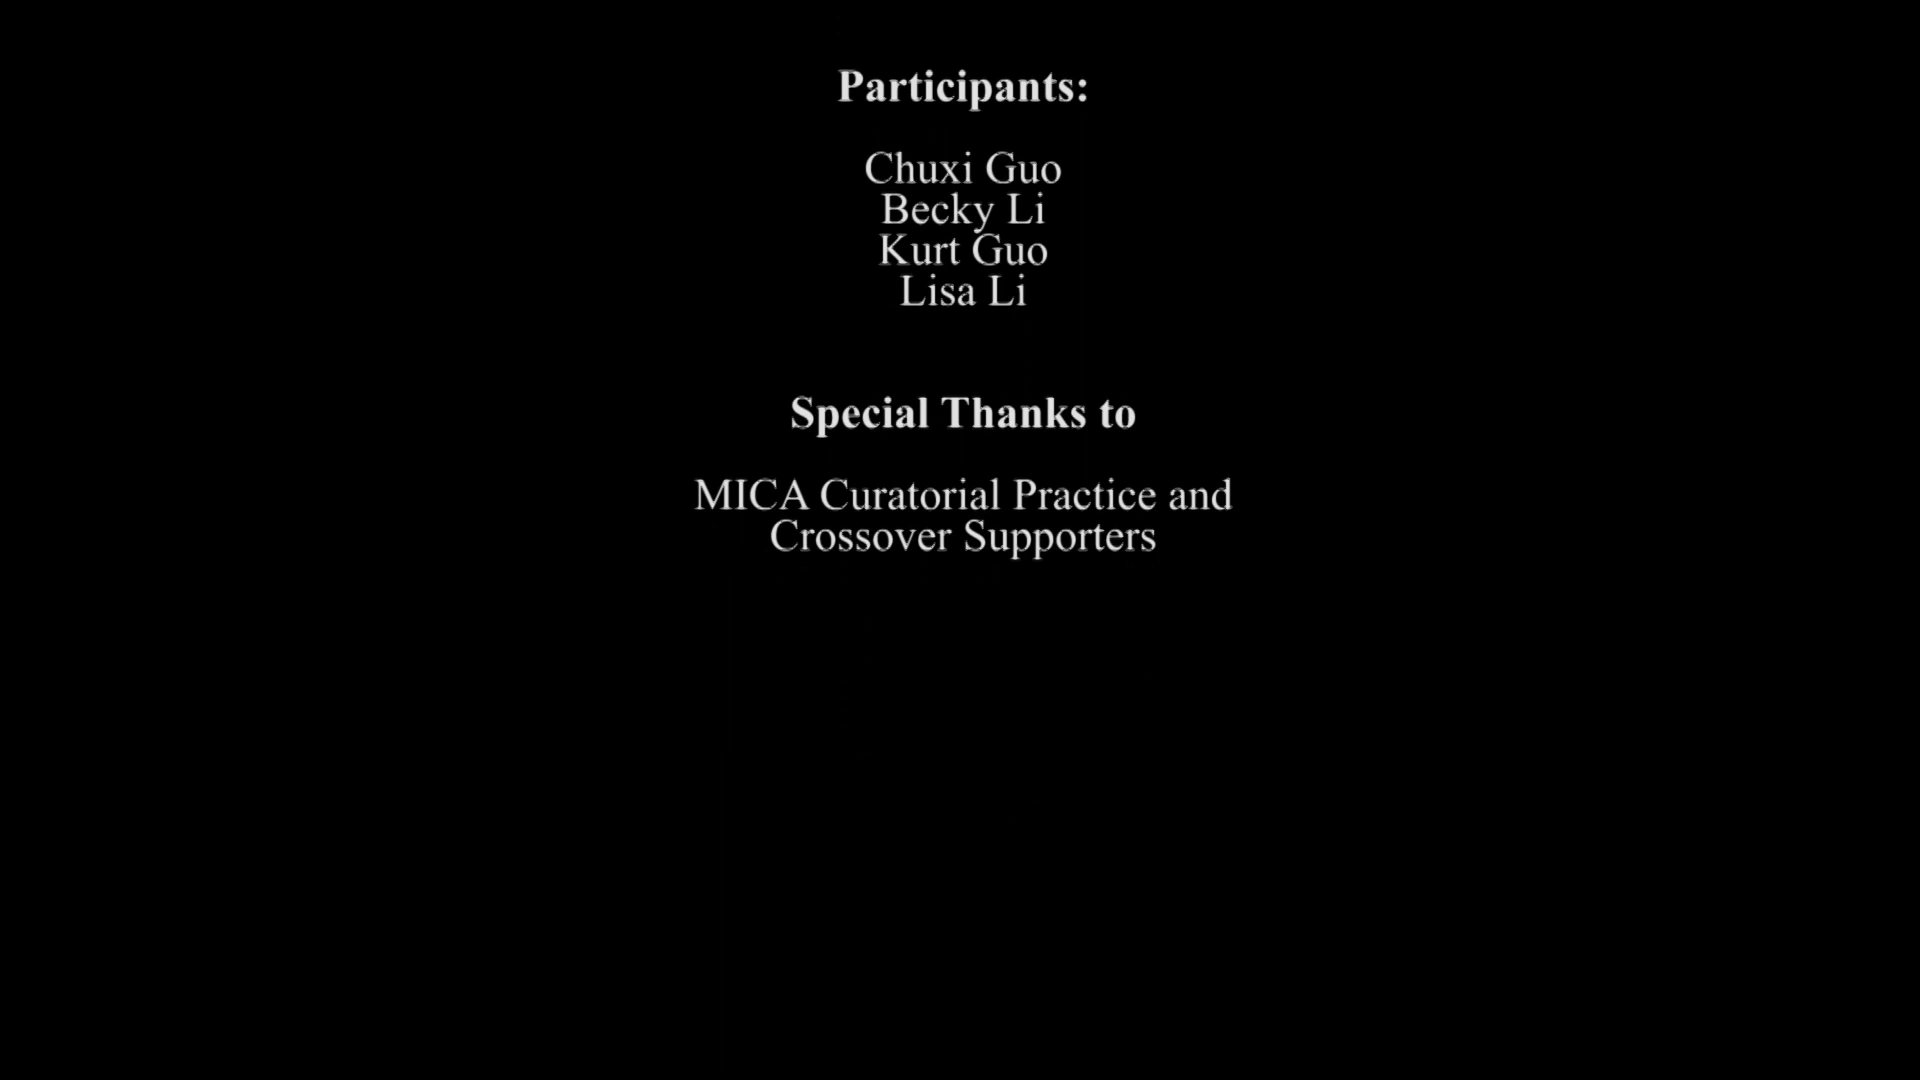 Participants:
Chuxi Guo
Becky Li
Kurt Guo
Lisa Li
Special Thanks to
MICA Curatorial Practice and
Crossover Supporters